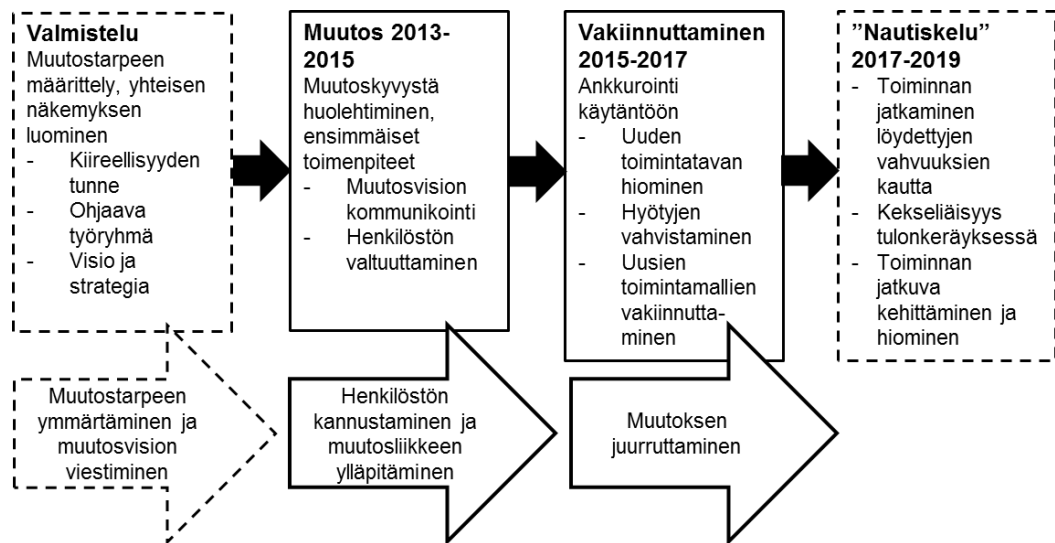 Valmistelu
Muutostarpeen
määrittely, yhteisen
näkemyksen
luominen
- Kiireellisyyden
tunne
- Ohjaava
työryhmä
- Visio ja
strategia
Muutos 2013-
2015
Muutoskyvystä
huolehtiminen,
ensimmäiset
toimenpiteet
- Muutosvision
kommunikointi
- Henkilöstön
valtuuttaminen
Vakiinnuttaminen
2015-2017
Ankkurointi
käytäntöön
- Uuden
toimintatavan
hiominen
- Hyötyjen
vahvistaminen
- Uusien
toimintamallien
vakiinnutta-
minen
”Nautiskelu”
2017-2019
- Toiminnan
jatkaminen
löydettyjen
vahvuuksien
kautta
- Kekseliäisyys
tulonkeräyksessä
- Toiminnan
jatkuva
kehittäminen ja
hiominen
Muutostarpeen
ymmärtäminen ja
muutosvision
viestiminen
Henkilöstön
kannustaminen ja
muutosliikkeen
ylläpitäminen
Muutoksen
juurruttaminen